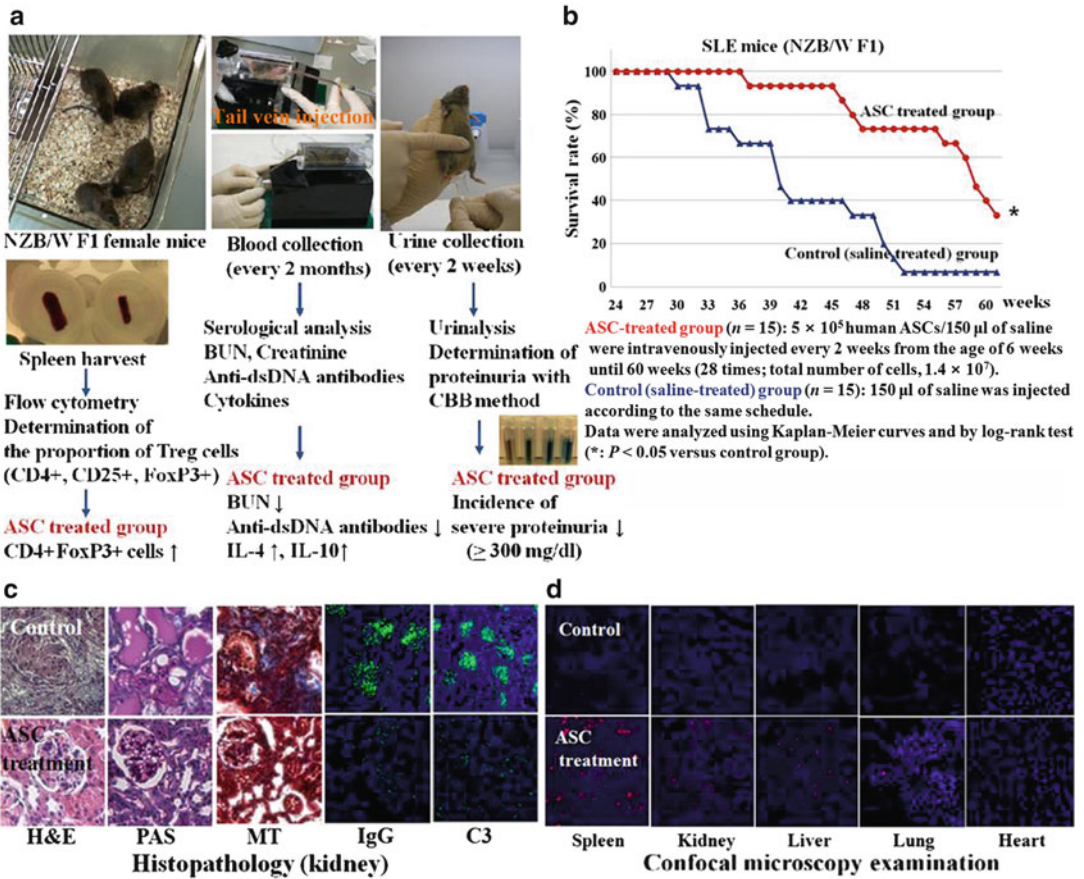 a
Tail vein injection
NZB/W F1 female mice
Blood collection
(every 2 months)
Urine collection
(every 2 weeks)
Spleen harvest
Flow cytometry
Determination of
the proportion of Treg cells
(CD4+, CD25+, FoxP3+)
ASC treated group
CD4+FoxP3+ cells ↑
Serological analysis
BUN, Creatinine
Anti-dsDNA antibodies
Cytokines
ASC treated group
BUN ↓
Anti-dsDNA antibodies ↓
IL-4 ↑, IL-10↑
Urinalysis
Determination of
proteinuria with
CBB method
ASC treated group
Incidence of
severe proteinuria ↓
(≥ 300 mg/dl)
b
SLE mice (NZB/W F1)
Survival rate (%)
100
80
60
40
20
0
ASC treated group
*
Control (saline treated) group
24 27 30 33 36 39 42 45 48 51 54 57 60 weeks
ASC-treated group (n = 15): 5 × 10⁵ human ASCs/150 µl of saline
were intravenously injected every 2 weeks from the age of 6 weeks
until 60 weeks (28 times; total number of cells, 1.4 × 10⁷).
Control (saline-treated) group (n = 15): 150 µl of saline was injected
according to the same schedule.
Data were analyzed using Kaplan-Meier curves and by log-rank test
(*: P < 0.05 versus control group).
c
Control
ASC
treatment
H&E PAS MT IgG C3
Histopathology (kidney)
d
Control
ASC
treatment
Spleen Kidney Liver Lung Heart
Confocal microscopy examination